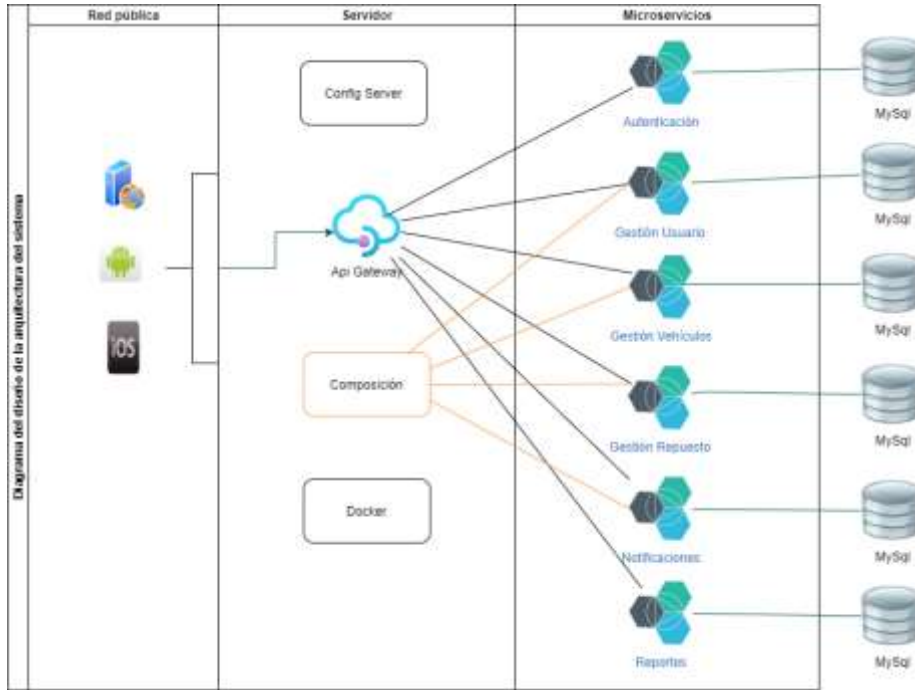 Red pública
Servidor
Microservicios
Diagrama del diseño de la arquitectura del sistema
Config Server
Autenticación
MySql
Gestión Usuario
MySql
Api Gateway
iOS
Gestión Vehículos
MySql
Composición
Gestión Repuesto
MySql
Docker
Notificaciones
MySql
Reportes
MySql